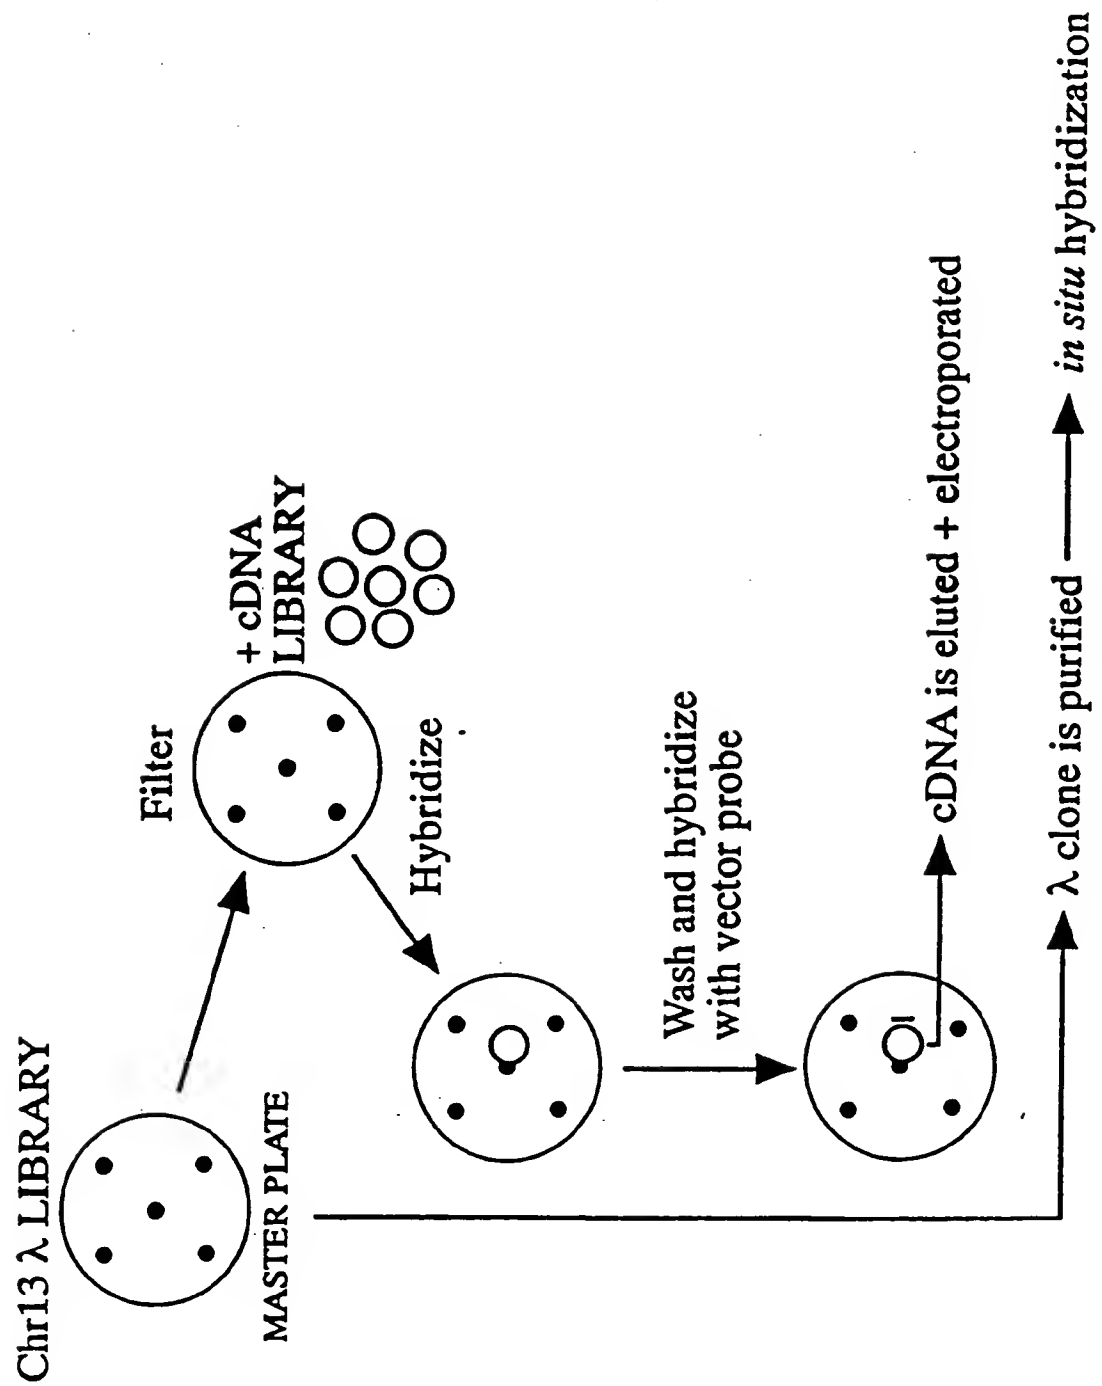 Chr13 λ LIBRARY
MASTER PLATE
Filter
+ cDNA
LIBRARY
Hybridize
Wash and hybridize
with vector probe
cDNA is eluted + electroporated
λ clone is purified
in situ hybridization